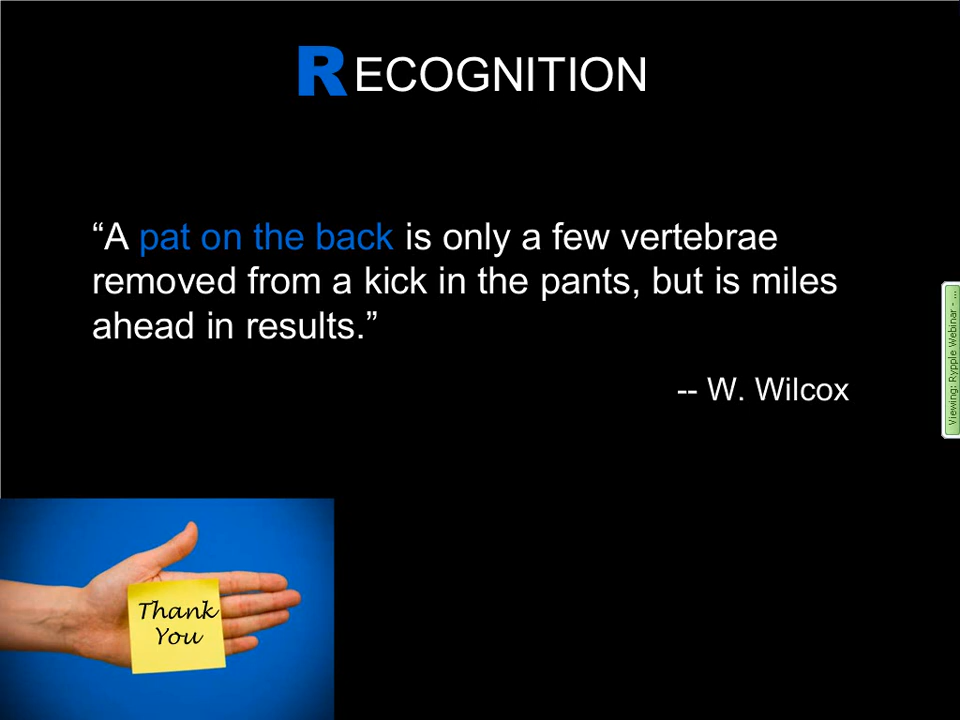 RECOGNITION
“A pat on the back is only a few vertebrae
removed from a kick in the pants, but is miles
ahead in results.”
-- W. Wilcox
Viewing: Rypple Webinar - ...
Thank
You